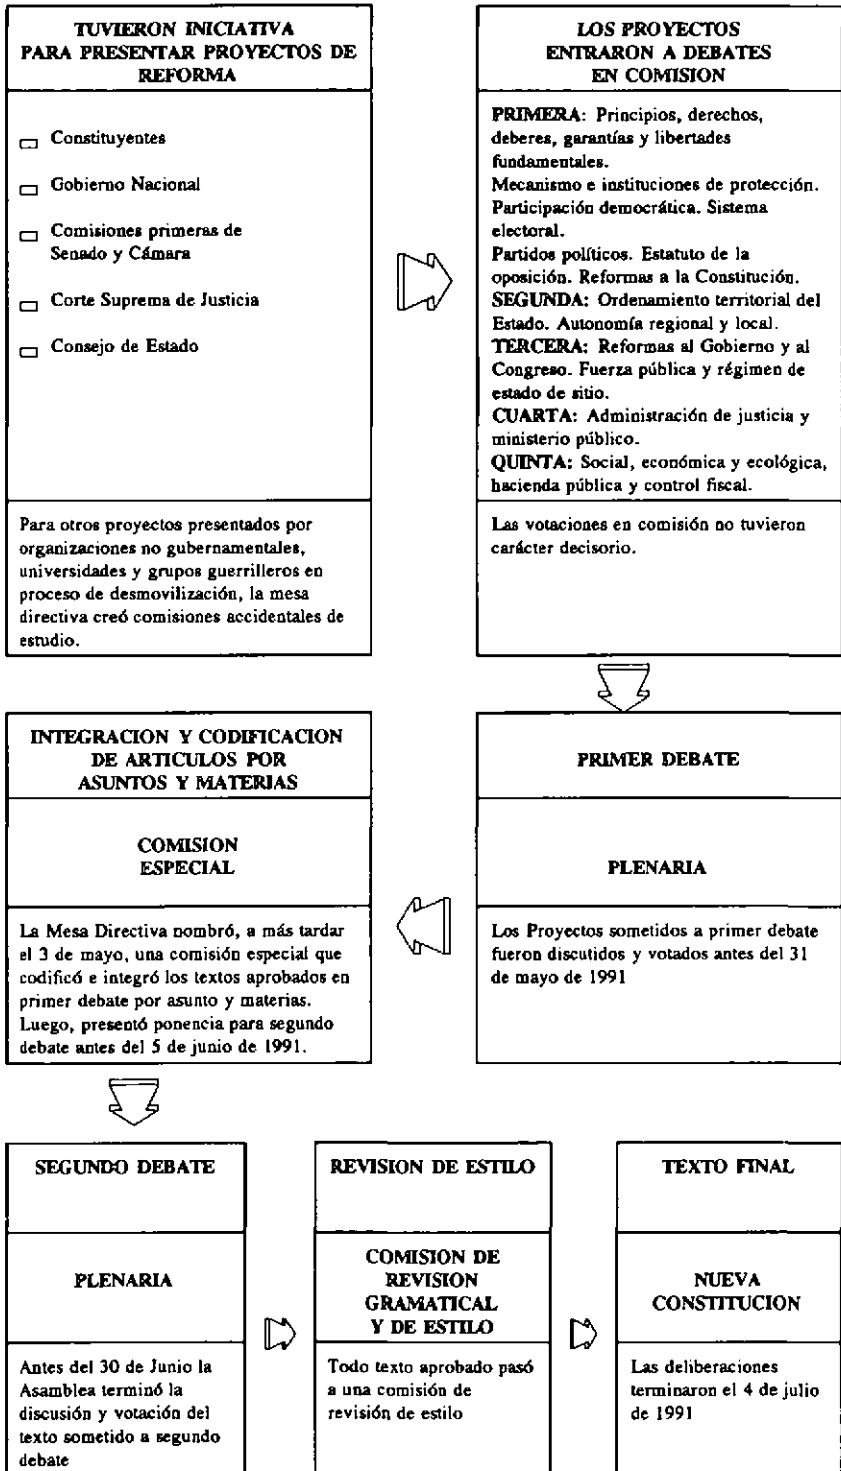 TUVIERON INICIATIVA
PARA PRESENTAR PROYECTOS DE
REFORMA
Constituyentes
Gobierno Nacional
Comisiones primeras de
Senado y Cámara
Corte Suprema de Justicia
Consejo de Estado
Para otros proyectos presentados por
organizaciones no gubernamentales,
universidades y grupos guerrilleros en
proceso de desmovilización, la mesa
directiva creó comisiones accidentales de
estudio.
LOS PROYECTOS
ENTRARON A DEBATES
EN COMISION
PRIMERA: Principios, derechos,
deberes, garantías y libertades
fundamentales.
Mecanismo e instituciones de protección.
Participación democrática. Sistema
electoral.
Partidos políticos. Estatuto de la
oposición. Reformas a la Constitución.
SEGUNDA: Ordenamiento territorial del
Estado. Autonomía regional y local.
TERCERA: Reformas al Gobierno y al
Congreso. Fuerza pública y régimen de
estado de sitio.
CUARTA: Administración de justicia y
ministerio público.
QUINTA: Social, económica y ecológica,
hacienda pública y control fiscal.
Las votaciones en comisión no tuvieron
carácter decisorio.
PRIMER DEBATE
PLENARIA
Los Proyectos sometidos a primer debate
fueron discutidos y votados antes del 31
de mayo de 1991
INTEGRACION Y CODIFICACION
DE ARTICULOS POR
ASUNTOS Y MATERIAS
COMISION
ESPECIAL
La Mesa Directiva nombró, a más tardar
el 3 de mayo, una comisión especial que
codificó e integró los textos aprobados en
primer debate por asunto y materias.
Luego, presentó ponencia para segundo
debate antes del 5 de junio de 1991.
SEGUNDO DEBATE
PLENARIA
Antes del 30 de Junio la
Asamblea terminó la
discusión y votación del
texto sometido a segundo
debate
REVISION DE ESTILO
COMISION DE
REVISION
GRAMATICAL
Y DE ESTILO
Todo texto aprobado pasó
a una comisión de
revisión de estilo
TEXTO FINAL
NUEVA
CONSTITUCION
Las deliberaciones
terminaron el 4 de julio
de 1991